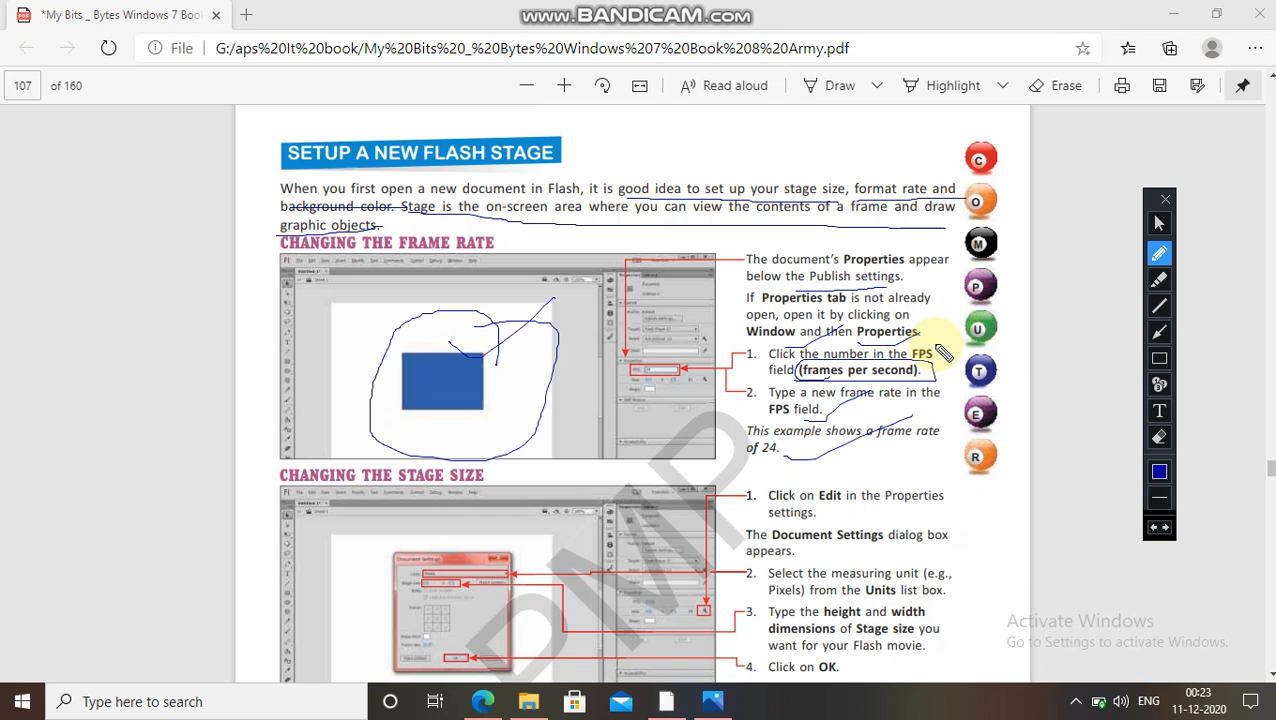 *My Bits _ Bytes Windows 7 Boo
www.BANDICAM.com
File
G:/aps%20It%20book/My%20Bits%20_%20Bytes%20Windows%207%20Book%208%20Army.pdf
107 of 160
Read aloud
Draw
Highlight
Erase
SETUP A NEW FLASH STAGE
When you first open a new document in Flash, it is good idea to set up your stage size, format rate and
background color. Stage is the on-screen area where you can view the contents of a frame and draw
graphic objects.
CHANGING THE FRAME RATE
The document's Properties appear
below the Publish settings.
If Properties tab is not already
open, open it by clicking on
Window and then Properties.
1. Click the number in the FPS
field (frames per second).
2. Type a new frame rate in the
FPS field.
This example shows a frame rate
of 24.
CHANGING THE STAGE SIZE
1. Click on Edit in the Properties
settings.
The Document Settings dialog box
appears.
2. Select the measuring unit (e.g.,
Pixels) from the Units list box.
3. Type the height and width
dimensions of Stage size you
want for your Flash movie.
4. Click on OK.
C
O
M
P
U
T
E
R
PMP
Activate Windows
Go to Settings to activate Windows.
Type here to search
ENG
00:23
11-12-2020